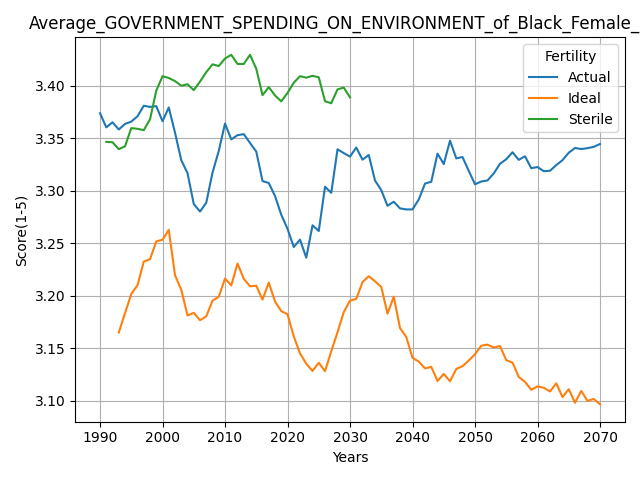 Average_GOVERNMENT_SPENDING_ON_ENVIRONMENT_of_Black_Female_
Fertility
Actual
Ideal
Sterile
Score(1-5)
3.40
3.35
3.30
3.25
3.20
3.15
3.10
1990 2000 2010 2020 2030 2040 2050 2060 2070
Years